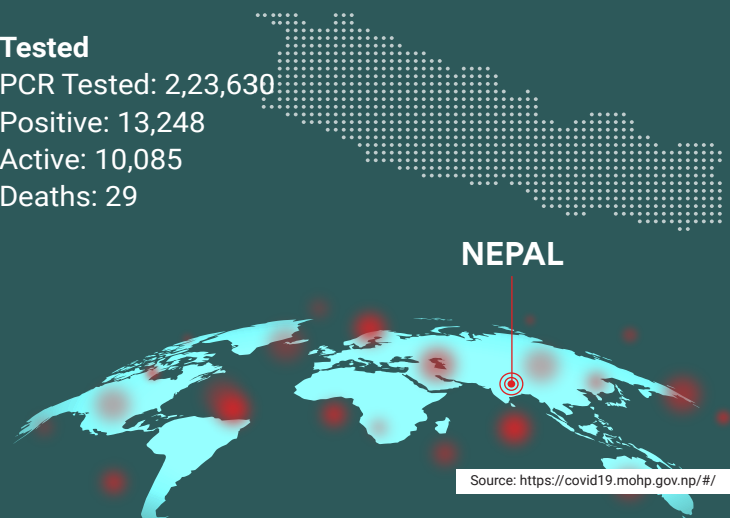 Tested
PCR Tested: 2,23,630
Positive: 13,248
Active: 10,085
Deaths: 29
NEPAL
Source: https://covid19.mohp.gov.np/#/